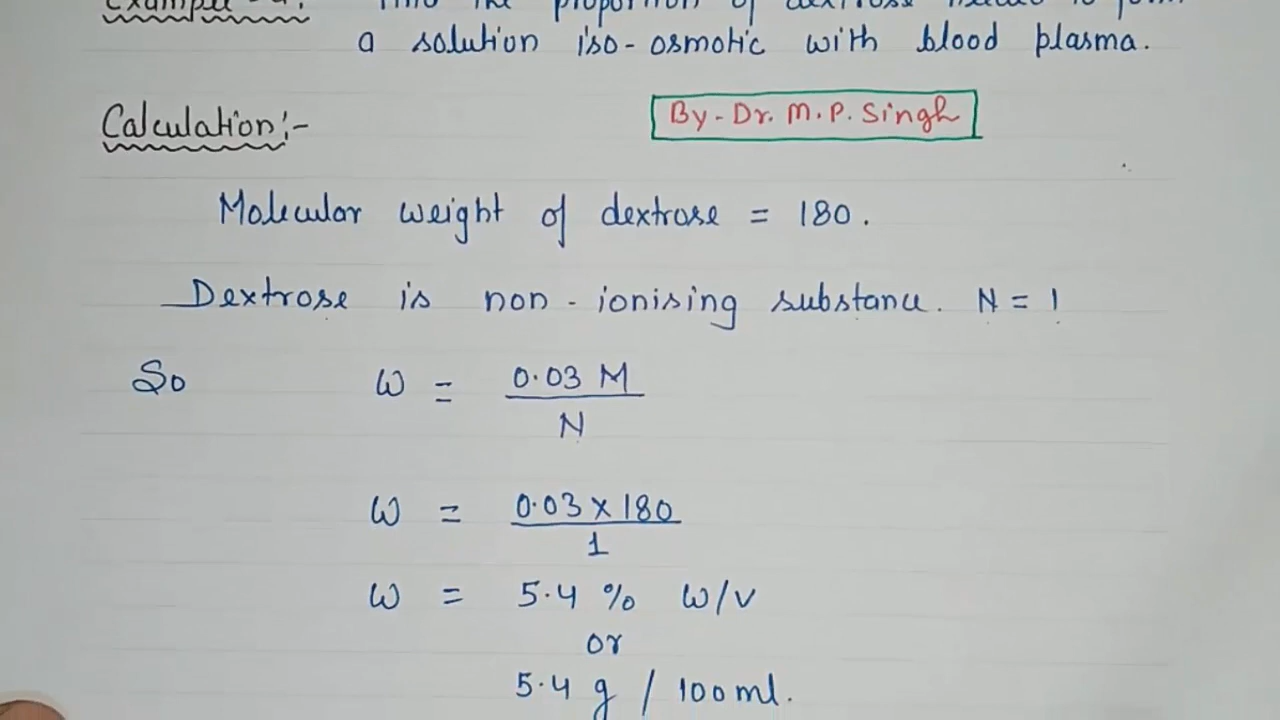 a solution iso-osmotic with blood plasma.
Calculation:-
By - Dr. M. P. Singh
Molecular weight of dextrose = 180.
Dextrose is non-ionising substance. N = 1
So W = 0.03 M / N
W = 0.03 x 180 / 1
W = 5.4 % W/V
or
5.4 g / 100 ml.